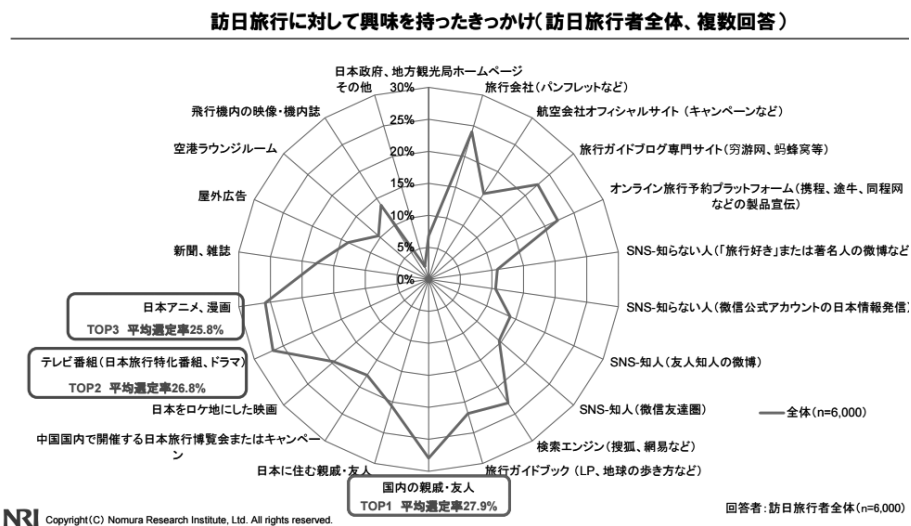 訪日旅行に対して興味を持ったきっかけ（訪日旅行者全体、複数回答）
日本政府、地方観光局ホームページ
その他
30%
旅行会社（パンフレットなど）
飛行機内の映像・機内誌
25%
航空会社オフィシャルサイト（キャンペーンなど）
空港ラウンジルーム
20%
旅行ガイドブログ専門サイト（穷游网、蚂蜂窝等）
屋外広告
15%
オンライン旅行予約プラットフォーム（携程、途牛、同程网
などの製品宣伝）
10%
新聞、雑誌
5%
SNS-知らない人（「旅行好き」または著名人の微博など
0%
日本アニメ、漫画
TOP3 平均選定率25.8%
SNS-知らない人（微信公式アカウントの日本情報発信）
テレビ番組（日本旅行特化番組、ドラマ）
TOP2 平均選定率26.8%
SNS-知人（友人知人の微博）
日本をロケ地にした映画
SNS-知人（微信友達圏）
全体（n=6,000）
中国国内で開催する日本旅行博覧会またはキャンペー
ン
検索エンジン（搜狐、網易など）
日本に住む親戚・友人
旅行ガイドブック（LP、地球の歩き方など）
国内の親戚・友人
TOP1 平均選定率27.9%
回答者：訪日旅行者全体（n=6,000）
NRI Copyright（C） Nomura Research Institute, Ltd. All rights reserved.